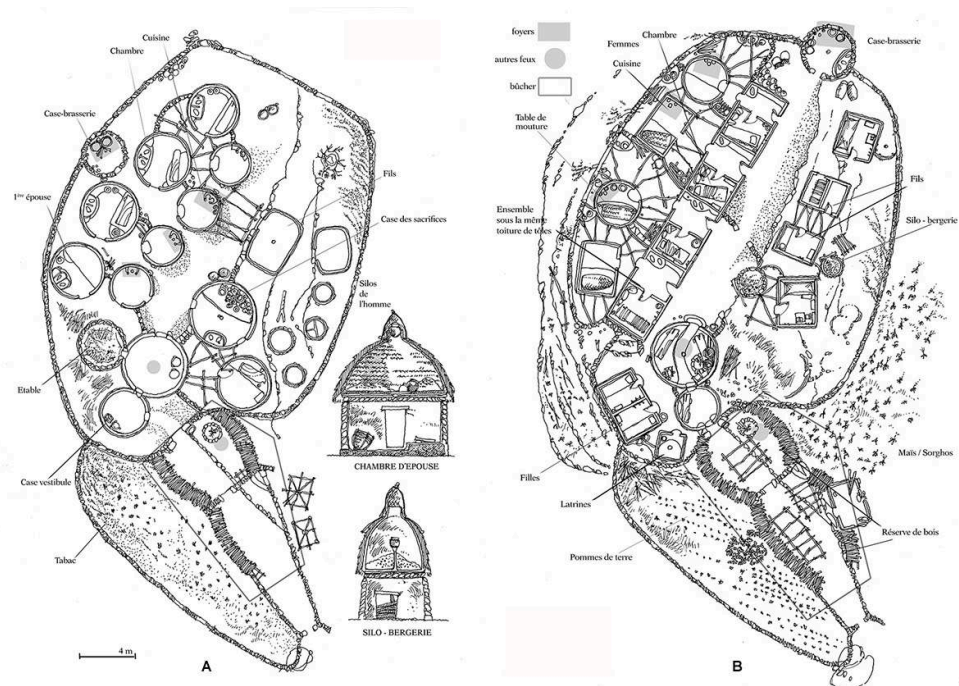 Cuisine
Chambre
Case-brasserie
1ère épouse
Fils
Case des sacrifices
Silos
de
l'homme
Etable
Case vestibule
Tabac
CHAMBRE D'EPOUSE
SILO - BERGERIE
4 m
A
foyers
autres feux
bûcher
Chambre
Femmes
Cuisine
Case-brasserie
Table de
mouture
Ensemble
sous la même
toiture de tôles
Fils
Silo - bergerie
Maïs / Sorghos
Filles
Latrines
Réserve de bois
Pommes de terre
B